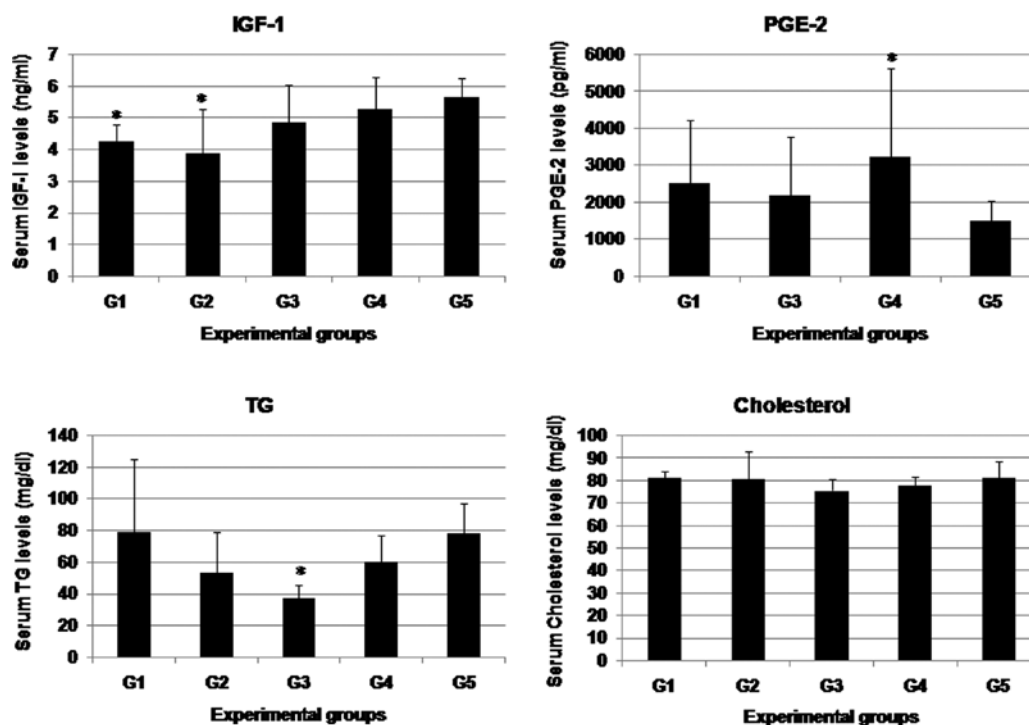 IGF-1
Serum IGF-I levels (ng/ml)
7
6
5
4
3
2
1
0
*
*
G1 G2 G3 G4 G5
Experimental groups
PGE-2
Serum PGE-2 levels (pg/ml)
6000
5000
4000
3000
2000
1000
0
*
G1 G3 G4 G5
Experimental groups
TG
Serum TG levels (mg/dl)
140
120
100
80
60
40
20
0
*
G1 G2 G3 G4 G5
Experimental groups
Cholesterol
Serum Cholesterol levels (mg/dl)
100
90
80
70
60
50
40
30
20
10
0
G1 G2 G3 G4 G5
Experimental groups